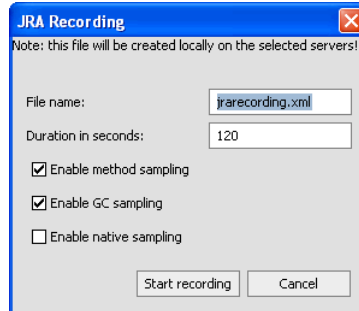 JRA Recording
Note: this file will be created locally on the selected servers!
File name: jrarecording.xml
Duration in seconds: 120
Enable method sampling
Enable GC sampling
Enable native sampling
Start recording Cancel